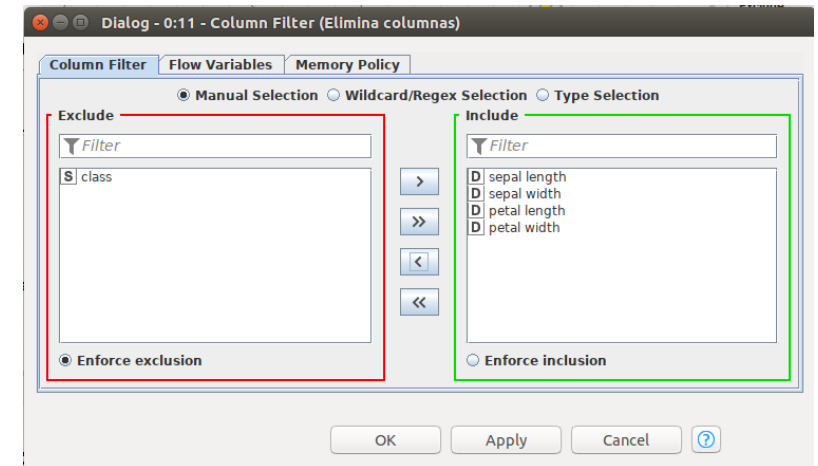 Dialog - 0:11 - Column Filter (Elimina columnas)
Column Filter Flow Variables Memory Policy
Manual Selection Wildcard/Regex Selection Type Selection
Exclude
Filter
S class
Enforce exclusion
>
>>
<
<<
Include
Filter
D sepal length
D sepal width
D petal length
D petal width
Enforce inclusion
OK Apply Cancel ?